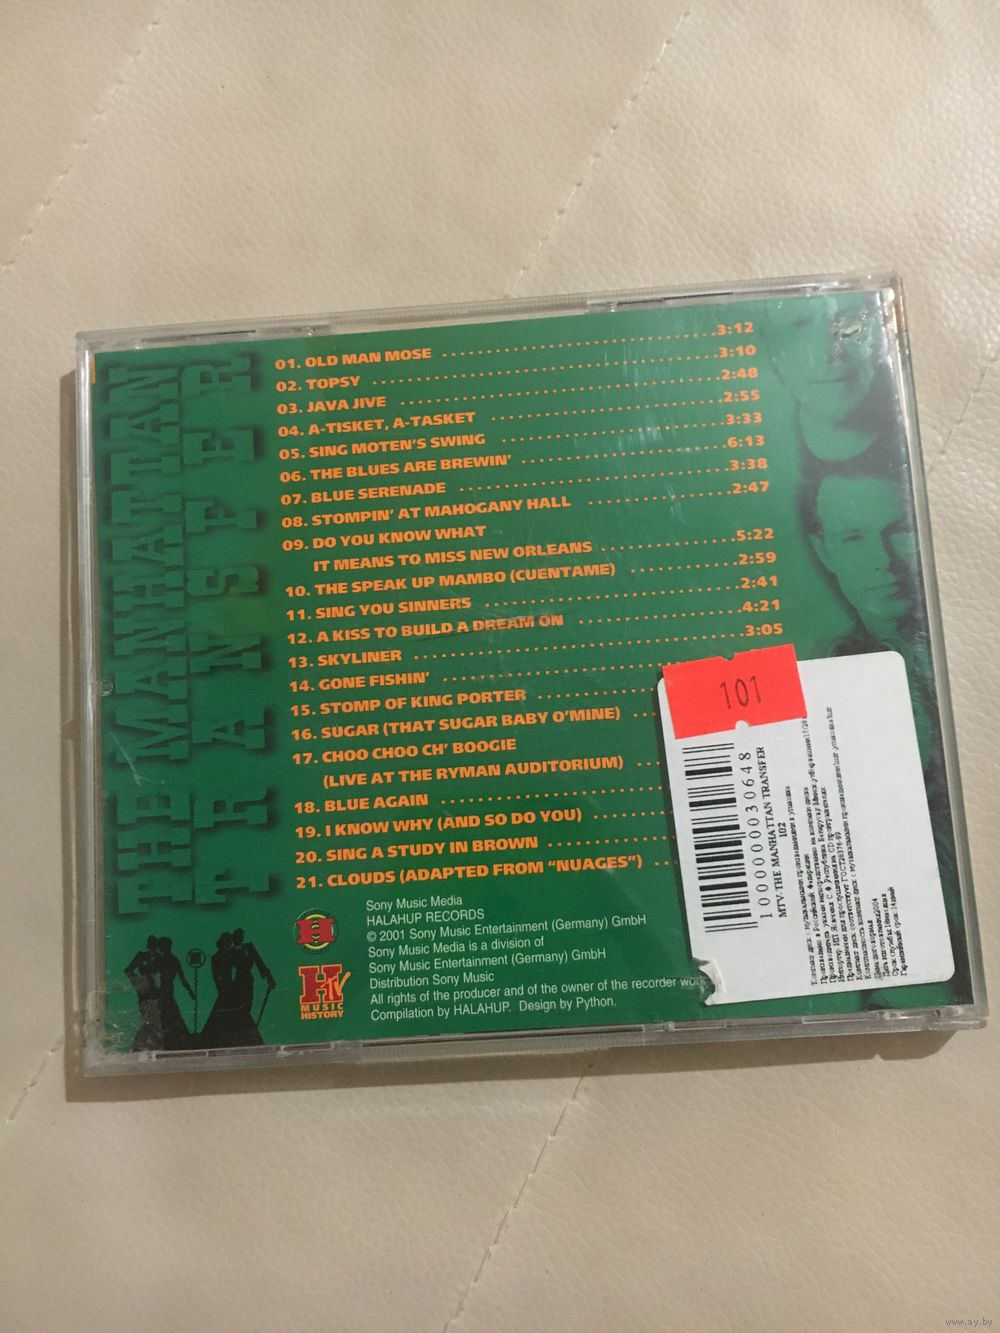 THE MANHATTAN
TRANSFER
01. OLD MAN MOSE ........ 3:12
02. TOPSY ........ 3:10
03. JAVA JIVE ........ 2:48
04. A-TISKET, A-TASKET ........ 2:55
05. SING MOTEN'S SWING ........ 3:33
06. THE BLUES ARE BREWIN' ........ 6:13
07. BLUE SERENADE ........ 3:38
08. STOMPIN' AT MAHOGANY HALL ........ 2:47
09. DO YOU KNOW WHAT
IT MEANS TO MISS NEW ORLEANS ........ 5:22
10. THE SPEAK UP MAMBO (CUENTAME) ........ 2:59
11. SING YOU SINNERS ........ 2:41
12. A KISS TO BUILD A DREAM ON ........ 4:21
13. SKYLINER ........ 3:05
14. GONE FISHIN' ........
15. STOMP OF KING PORTER ........
16. SUGAR (THAT SUGAR BABY O'MINE) ...
17. CHOO CHOO CH' BOOGIE
(LIVE AT THE RYMAN AUDITORIUM) ...
18. BLUE AGAIN ........
19. I KNOW WHY (AND SO DO YOU) ........
20. SING A STUDY IN BROWN ........
21. CLOUDS (ADAPTED FROM "NUAGES") ..
Sony Music Media
HALAHUP RECORDS
© 2001 Sony Music Entertainment (Germany) GmbH
Sony Music Media is a division of
Sony Music Entertainment (Germany) GmbH
Distribution Sony Music
All rights of the producer and of the owner of the recorder work
Compilation by HALAHUP. Design by Python.
H
HTV
MUSIC
HISTORY
101
1000000030648
MTV-THE MANHATTAN TRANSFER
102
www.ay.by